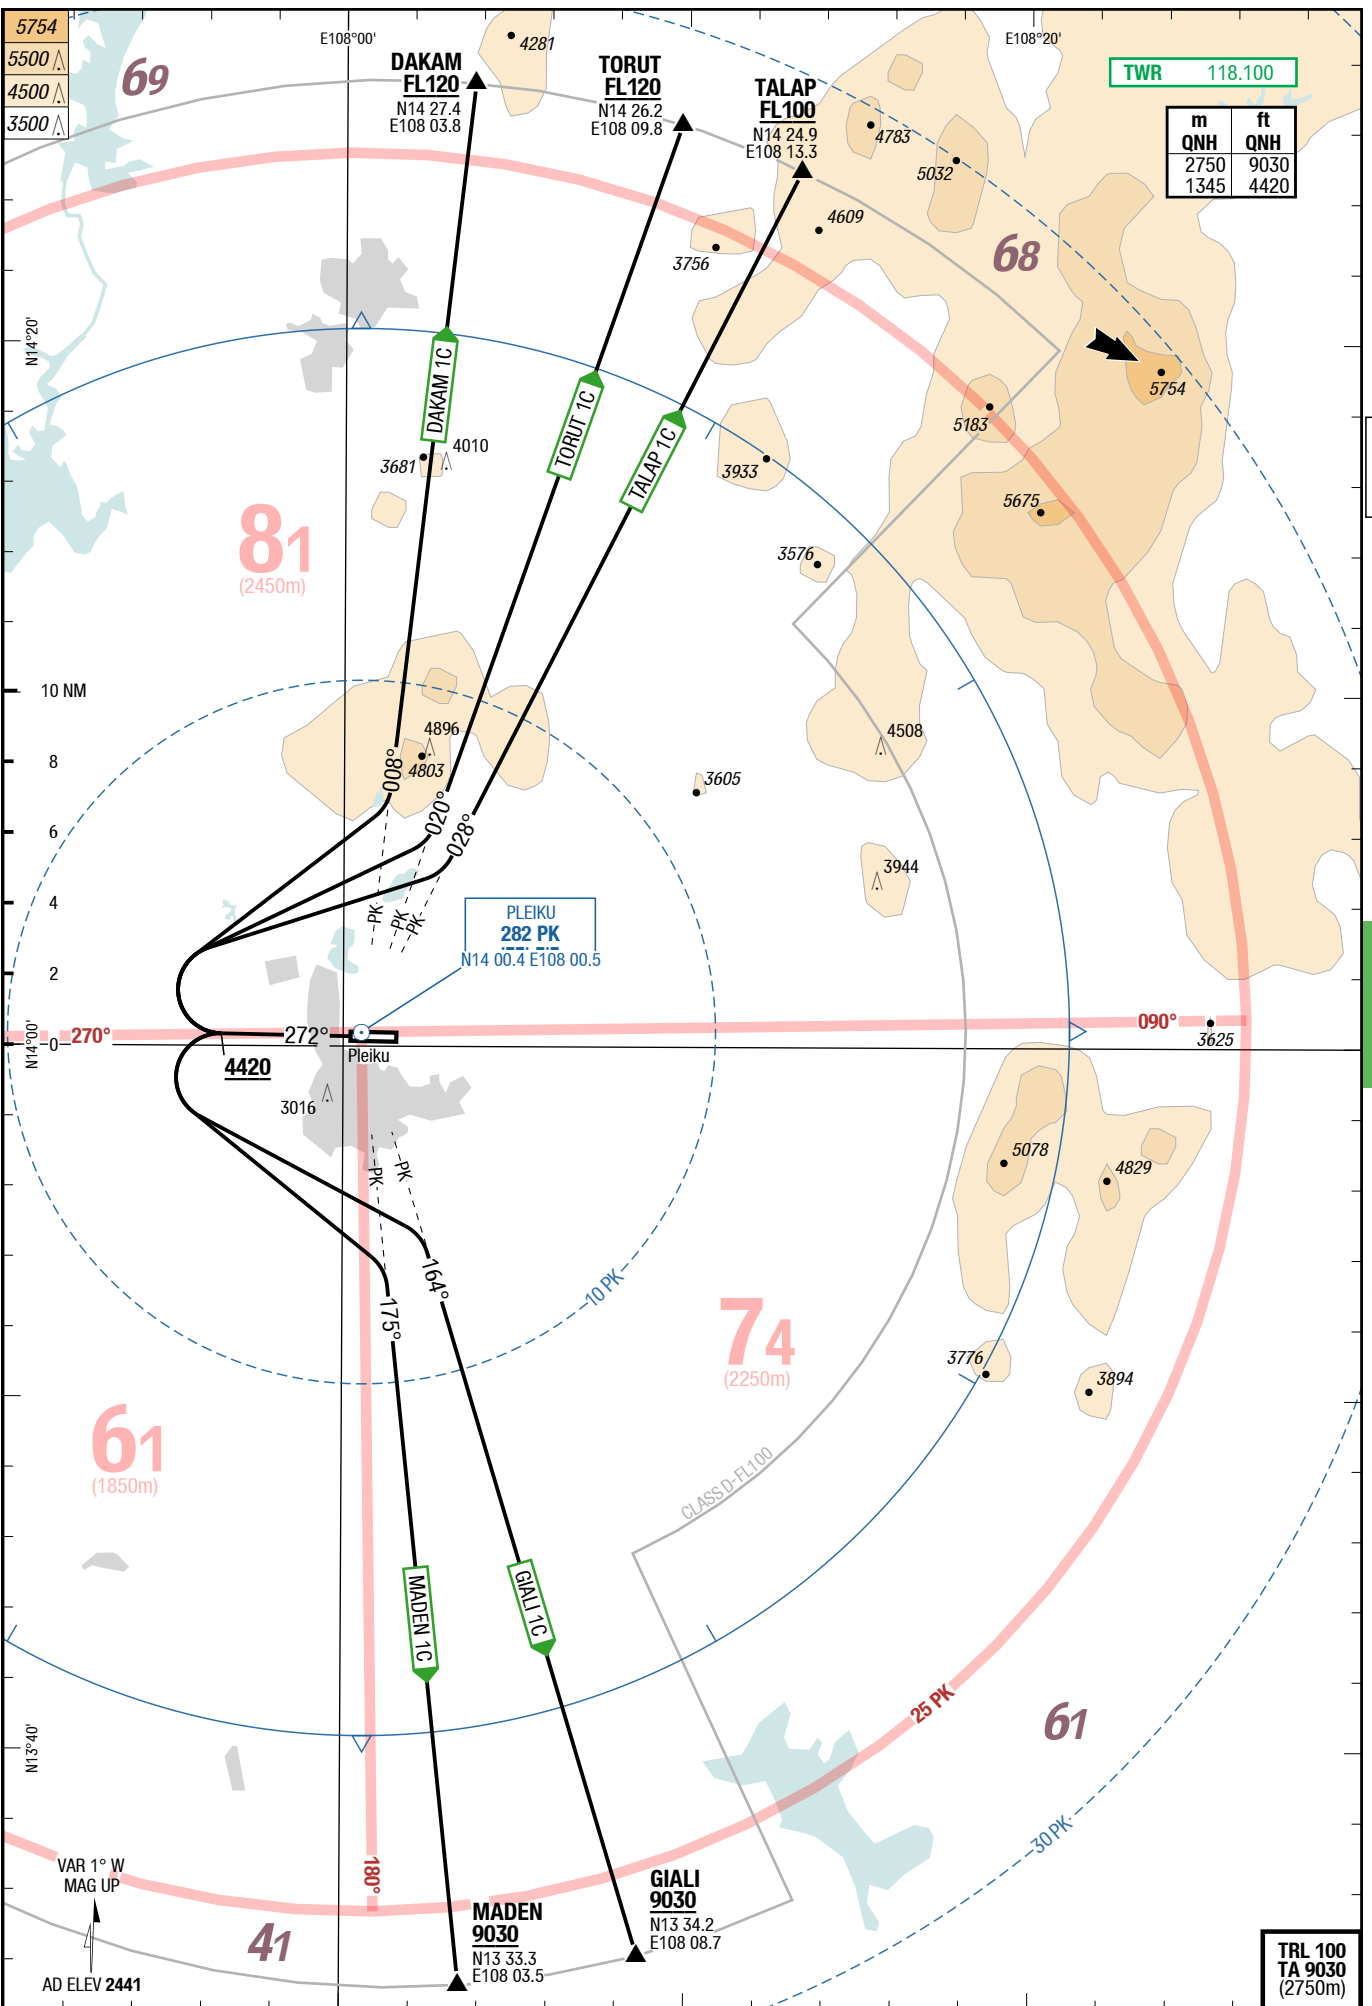 5754
5500
4500
3500
69
E108°00'
DAKAM
FL120
N14 27.4
E108 03.8
4281
TORUT
FL120
N14 26.2
E108 09.8
TALAP
FL100
N14 24.9
E108 13.3
E108°20'
TWR 118.100
m ft
QNH QNH
2750 9030
1345 4420
4783
5032
4609
3756
68
N14°20'
5754
5183
DAKAM 1C
TORUT 1C
TALAP 1C
3681
4010
3933
5675
81
(2450m)
3576
10 NM
8
6
4
2
0
4896
4803
4508
3605
008°
020°
028°
3944
PK
PK
PK
PLEIKU
282 PK
N14 00.4 E108 00.5
N14°00'
270°
272°
090°
3625
Pleiku
4420
3016
5078
4829
PK
PK
164°
175°
10 PK
74
(2250m)
3776
3894
61
(1850m)
CLASS D-FL100
MADEN 1C
GIALI 1C
25 PK
61
N13°40'
30 PK
VAR 1° W
MAG UP
180°
GIALI
9030
N13 34.2
E108 08.7
MADEN
9030
N13 33.3
E108 03.5
41
AD ELEV 2441
TRL 100
TA 9030
(2750m)